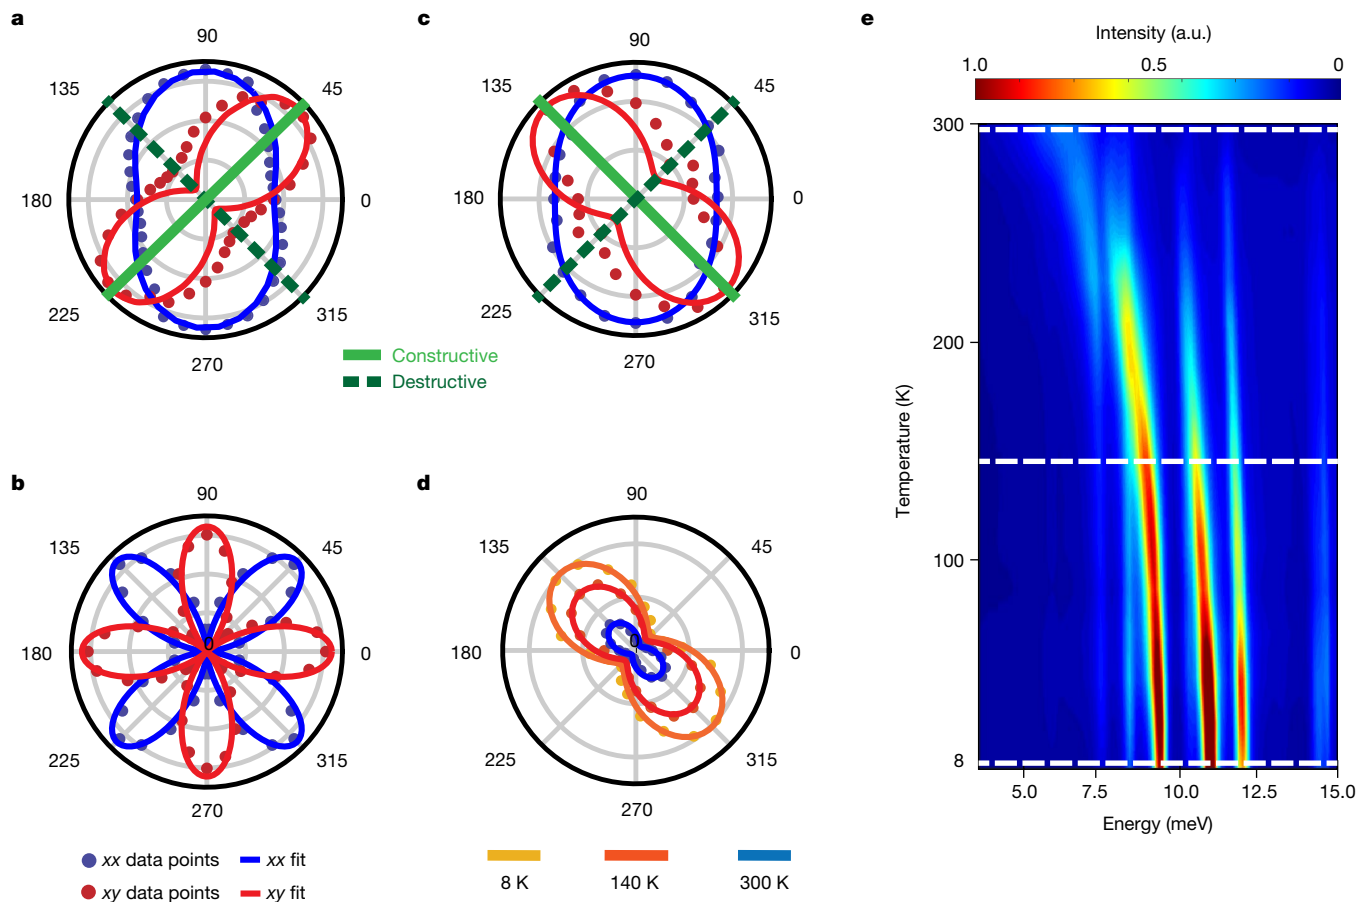 a
90
135
45
180
0
225
315
270
c
90
135
45
180
0
225
315
270
Constructive
Destructive
b
90
135
45
180
0
0
225
315
270
xx data points
xx fit
xy data points
xy fit
d
90
135
45
180
0
0
225
315
270
8 K
140 K
300 K
e
Intensity (a.u.)
1.0
0.5
0
300
200
100
8
Temperature (K)
5.0
7.5
10.0
12.5
15.0
Energy (meV)